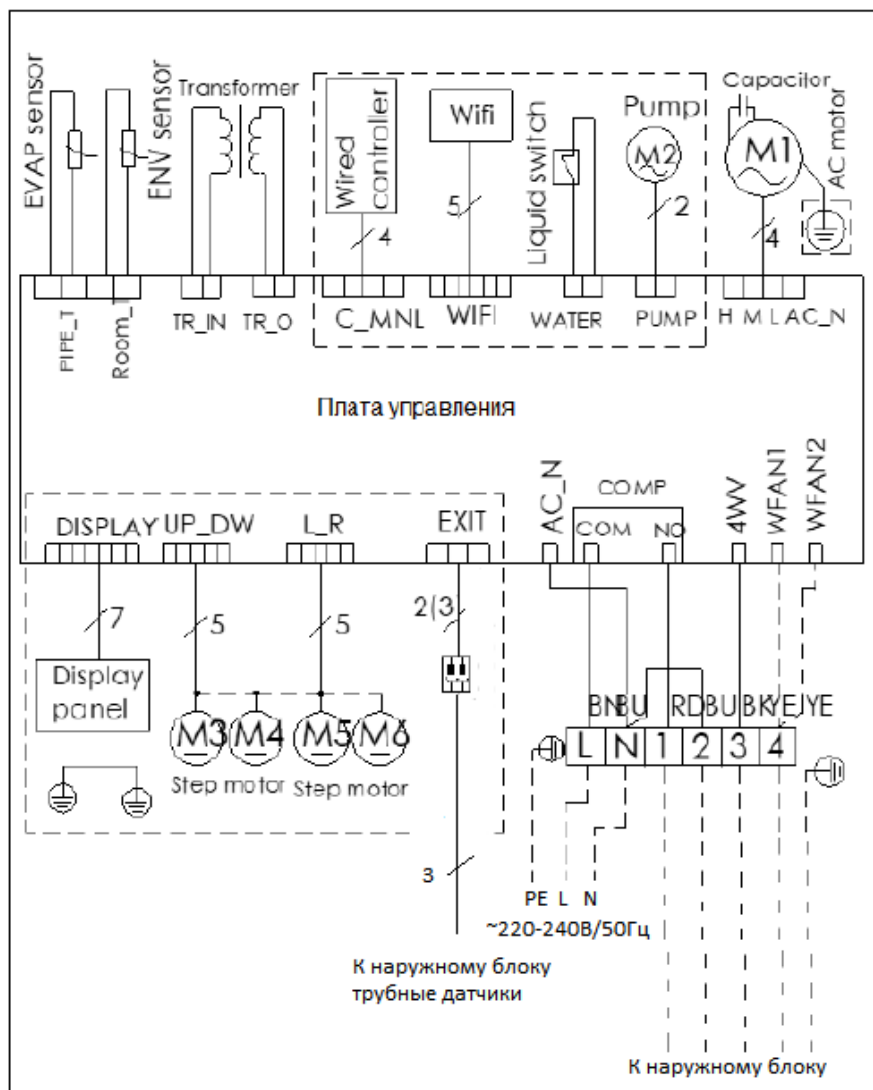 EVAP sensor
ENV sensor
Transformer
Wired controller
Wifi
Liquid switch
Pump
Capacitor
AC motor
M2
M1
4
5
2
4
PIPE_T
Room_T
TR_IN
TR_O
C_MNL
WIFI
WATER
PUMP
H M L AC_N
Плата управления
DISPLAY
UP_DW
L_R
EXIT
AC_N
COMP
COM
NO
4WV
WFAN1
WFAN2
7
5
5
2(3
Display
panel
M3
M4
M5
M6
Step motor
Step motor
BN
BU
RD
BU
BK
YE
YE
L
N
1
2
3
4
3
PE L N
~220-240В/50Гц
К наружному блоку
трубные датчики
К наружному блоку